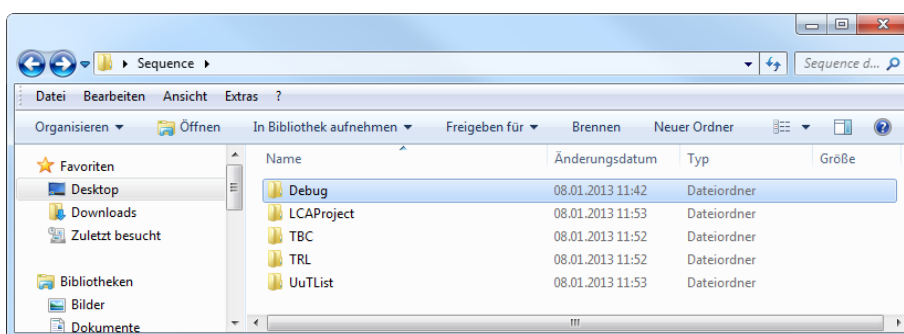 Sequence
Sequence d...
Datei Bearbeiten Ansicht Extras ?
Organisieren Öffnen In Bibliothek aufnehmen Freigeben für Brennen Neuer Ordner
Favoriten
Desktop
Downloads
Zuletzt besucht
Bibliotheken
Bilder
Dokumente
Name Änderungsdatum Typ Größe
Debug 08.01.2013 11:42 Dateiordner
LCAProject 08.01.2013 11:53 Dateiordner
TBC 08.01.2013 11:52 Dateiordner
TRL 08.01.2013 11:52 Dateiordner
UuTList 08.01.2013 11:53 Dateiordner